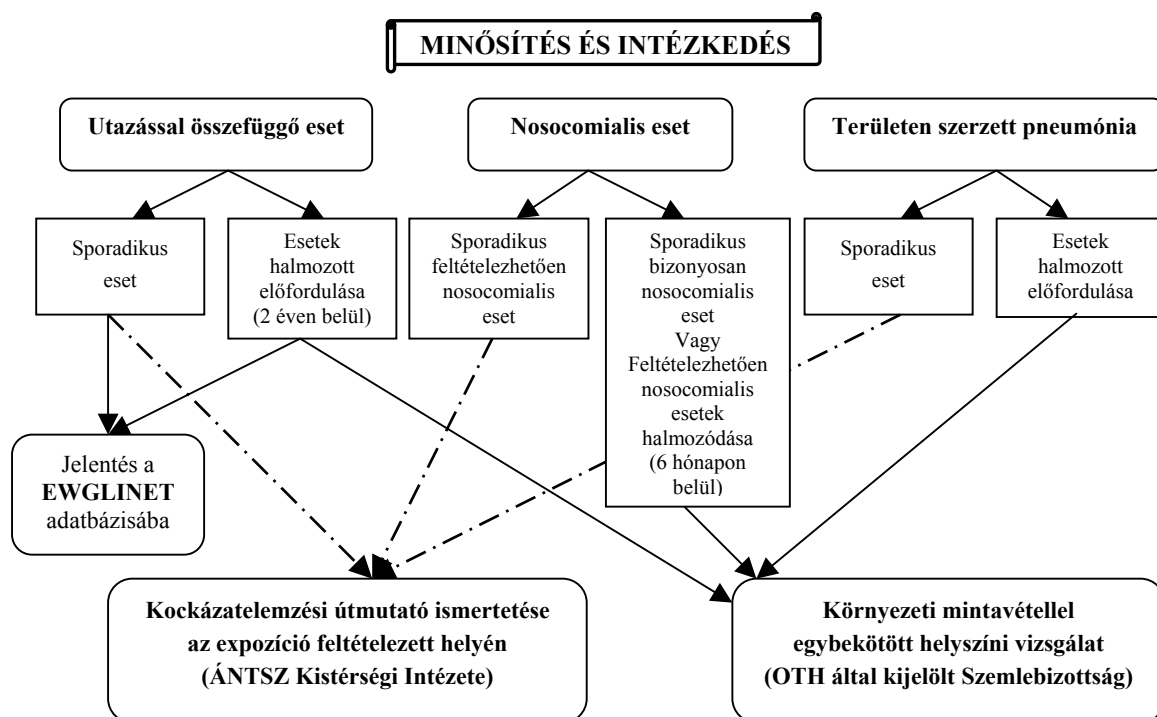 MINŐSÍTÉS ÉS INTÉZKEDÉS
Utazással összefüggő eset
Nosocomialis eset
Területen szerzett pneumónia
Sporadikus
eset
Esetek
halmozott
előfordulása
(2 éven belül)
Sporadikus
feltételezhetően
nosocomialis
eset
Sporadikus
bizonyosan
nosocomialis
eset
Vagy
Feltételezhetően
nosocomialis
esetek
halmozódása
(6 hónapon
belül)
Sporadikus
eset
Esetek
halmozott
előfordulása
Jelentés a
EWGLINET
adatbázisába
Kockázatelemzési útmutató ismertetése
az expozíció feltételezett helyén
(ÁNTSZ Kistérségi Intézete)
Környezeti mintavétellel
egybekötött helyszíni vizsgálat
(OTH által kijelölt Szemlebizottság)